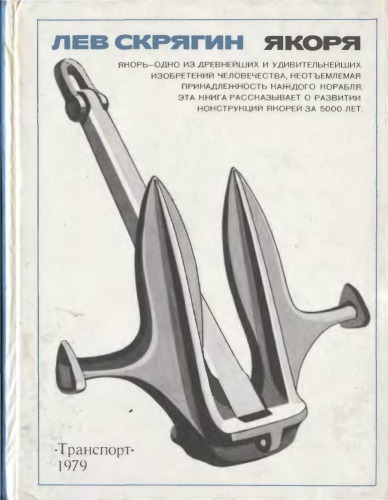 ЛЕВ СКРЯГИН ЯКОРЯ
ЯКОРЬ—ОДНО ИЗ ДРЕВНЕЙШИХ И УДИВИТЕЛЬНЕЙШИХ
ИЗОБРЕТЕНИЙ ЧЕЛОВЕЧЕСТВА, НЕОТЪЕМЛЕМАЯ
ПРИНАДЛЕЖНОСТЬ КАЖДОГО КОРАБЛЯ.
ЭТА КНИГА РАССКАЗЫВАЕТ О РАЗВИТИИ
КОНСТРУКЦИЙ ЯКОРЕЙ ЗА 5000 ЛЕТ.
·Транспорт·
1979